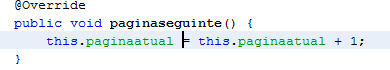 @Override
public void paginaseguinte() {
this.paginaatual = this.paginaatual + 1;
}